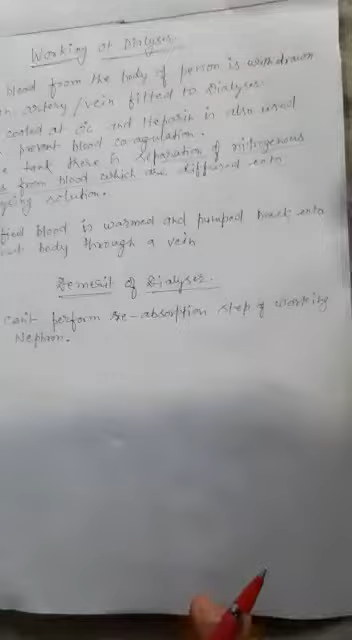 Working of Dialyser.
blood from the body of person is withdrawn
an artery/vein fitted to Dialyser.
cooled at 0°c and Heparin is also used
prevent blood coagulation.
tank there is separation of nitrogenous
from blood which are diffused into
solution.
blood is warmed and pumped back into
body through a vein
Demerit of Dialyser.
can't perform re-absorption step of working
Nephron.